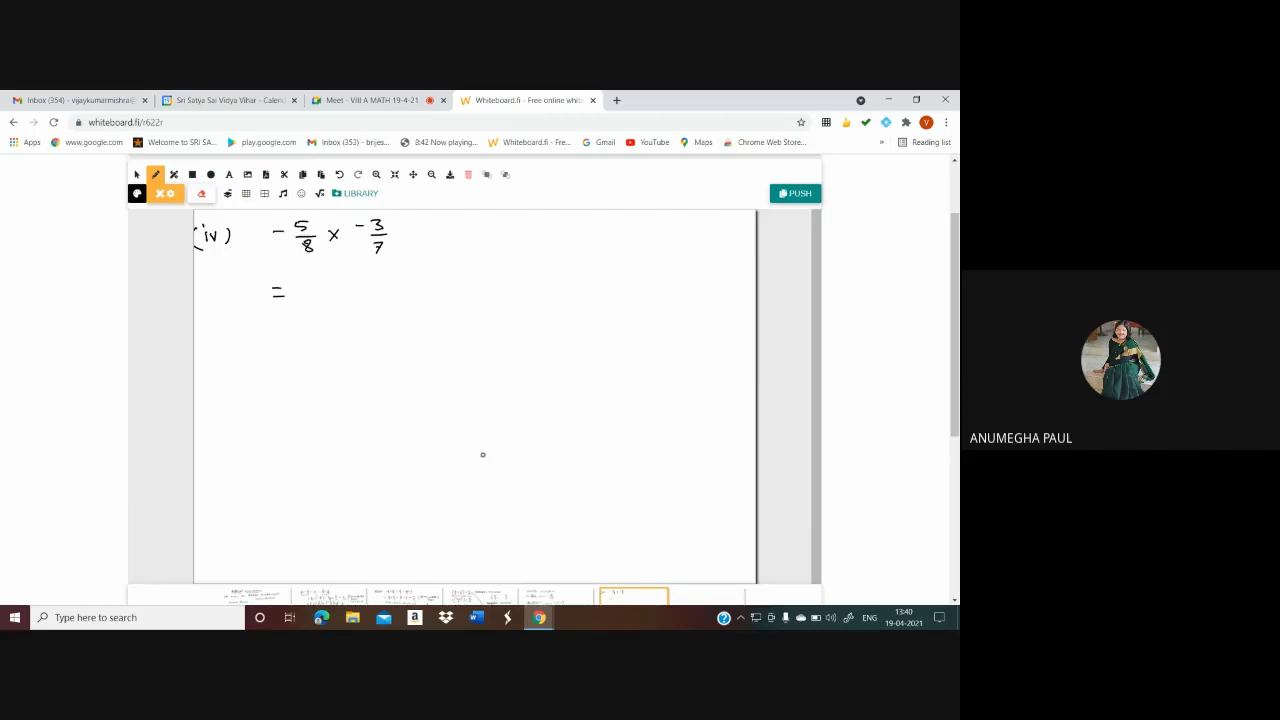 Inbox (354) - vijaykumarmishra@
Sri Satya Sai Vidya Vihar - Calend
Meet - VIII A MATH 19-4-21
Whiteboard.fi - Free online white
whiteboard.fi/r622r
Apps
www.google.com
Welcome to SRI SA...
play.google.com
Inbox (353) - brijes...
8:42 Now playing...
Whiteboard.fi - Fre...
Gmail
YouTube
Maps
Chrome Web Store...
»
Reading list
V
A
LIBRARY
PUSH
(iv) - 5/8 × -3/7
=
ANUMEGHA PAUL
Type here to search
ENG
13:40
19-04-2021